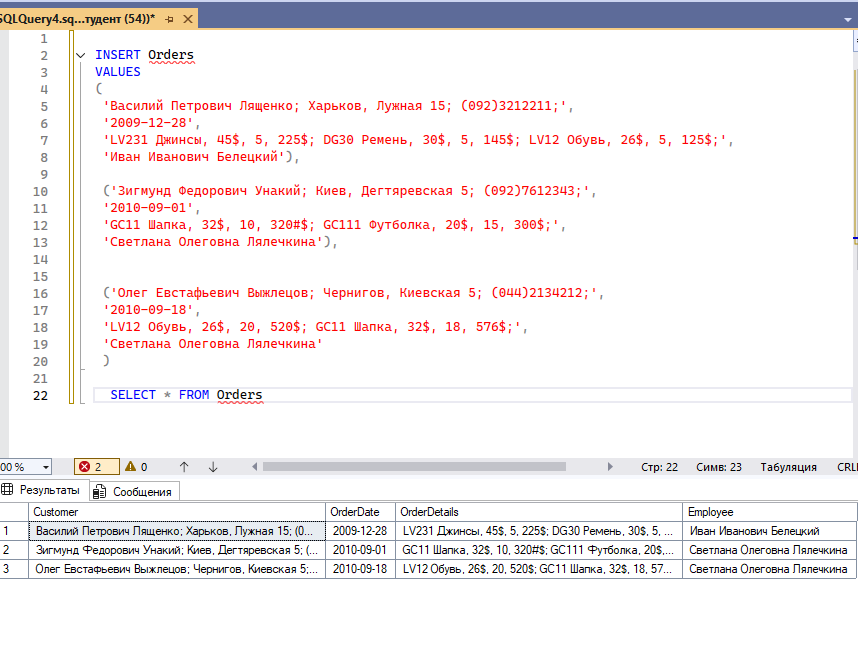 SQLQuery4.sq...тудент (54))*
1
2 INSERT Orders
3 VALUES
4 (
5 'Василий Петрович Лященко; Харьков, Лужная 15; (092)3212211;',
6 '2009-12-28',
7 'LV231 Джинсы, 45$, 5, 225$; DG30 Ремень, 30$, 5, 145$; LV12 Обувь, 26$, 5, 125$;',
8 'Иван Иванович Белецкий'),
9
10 ('Зигмунд Федорович Унакий; Киев, Дегтяревская 5; (092)7612343;',
11 '2010-09-01',
12 'GC11 Шапка, 32$, 10, 320#$; GC111 Футболка, 20$, 15, 300$;',
13 'Светлана Олеговна Лялечкина'),
14
15
16 ('Олег Евстафьевич Выжлецов; Чернигов, Киевская 5; (044)2134212;',
17 '2010-09-18',
18 'LV12 Обувь, 26$, 20, 520$; GC11 Шапка, 32$, 18, 576$;',
19 'Светлана Олеговна Лялечкина'
20 )
21
22 SELECT * FROM Orders
00 % 2 0 Стр: 22 Симв: 23 Табуляция CRL
Результаты Сообщения
Customer OrderDate OrderDetails Employee
1 Василий Петрович Лященко; Харьков, Лужная 15; (0... 2009-12-28 LV231 Джинсы, 45$, 5, 225$; DG30 Ремень, 30$, 5, ... Иван Иванович Белецкий
2 Зигмунд Федорович Унакий; Киев, Дегтяревская 5; (... 2010-09-01 GC11 Шапка, 32$, 10, 320#$; GC111 Футболка, 20$,... Светлана Олеговна Лялечкина
3 Олег Евстафьевич Выжлецов; Чернигов, Киевская 5;... 2010-09-18 LV12 Обувь, 26$, 20, 520$; GC11 Шапка, 32$, 18, 57... Светлана Олеговна Лялечкина